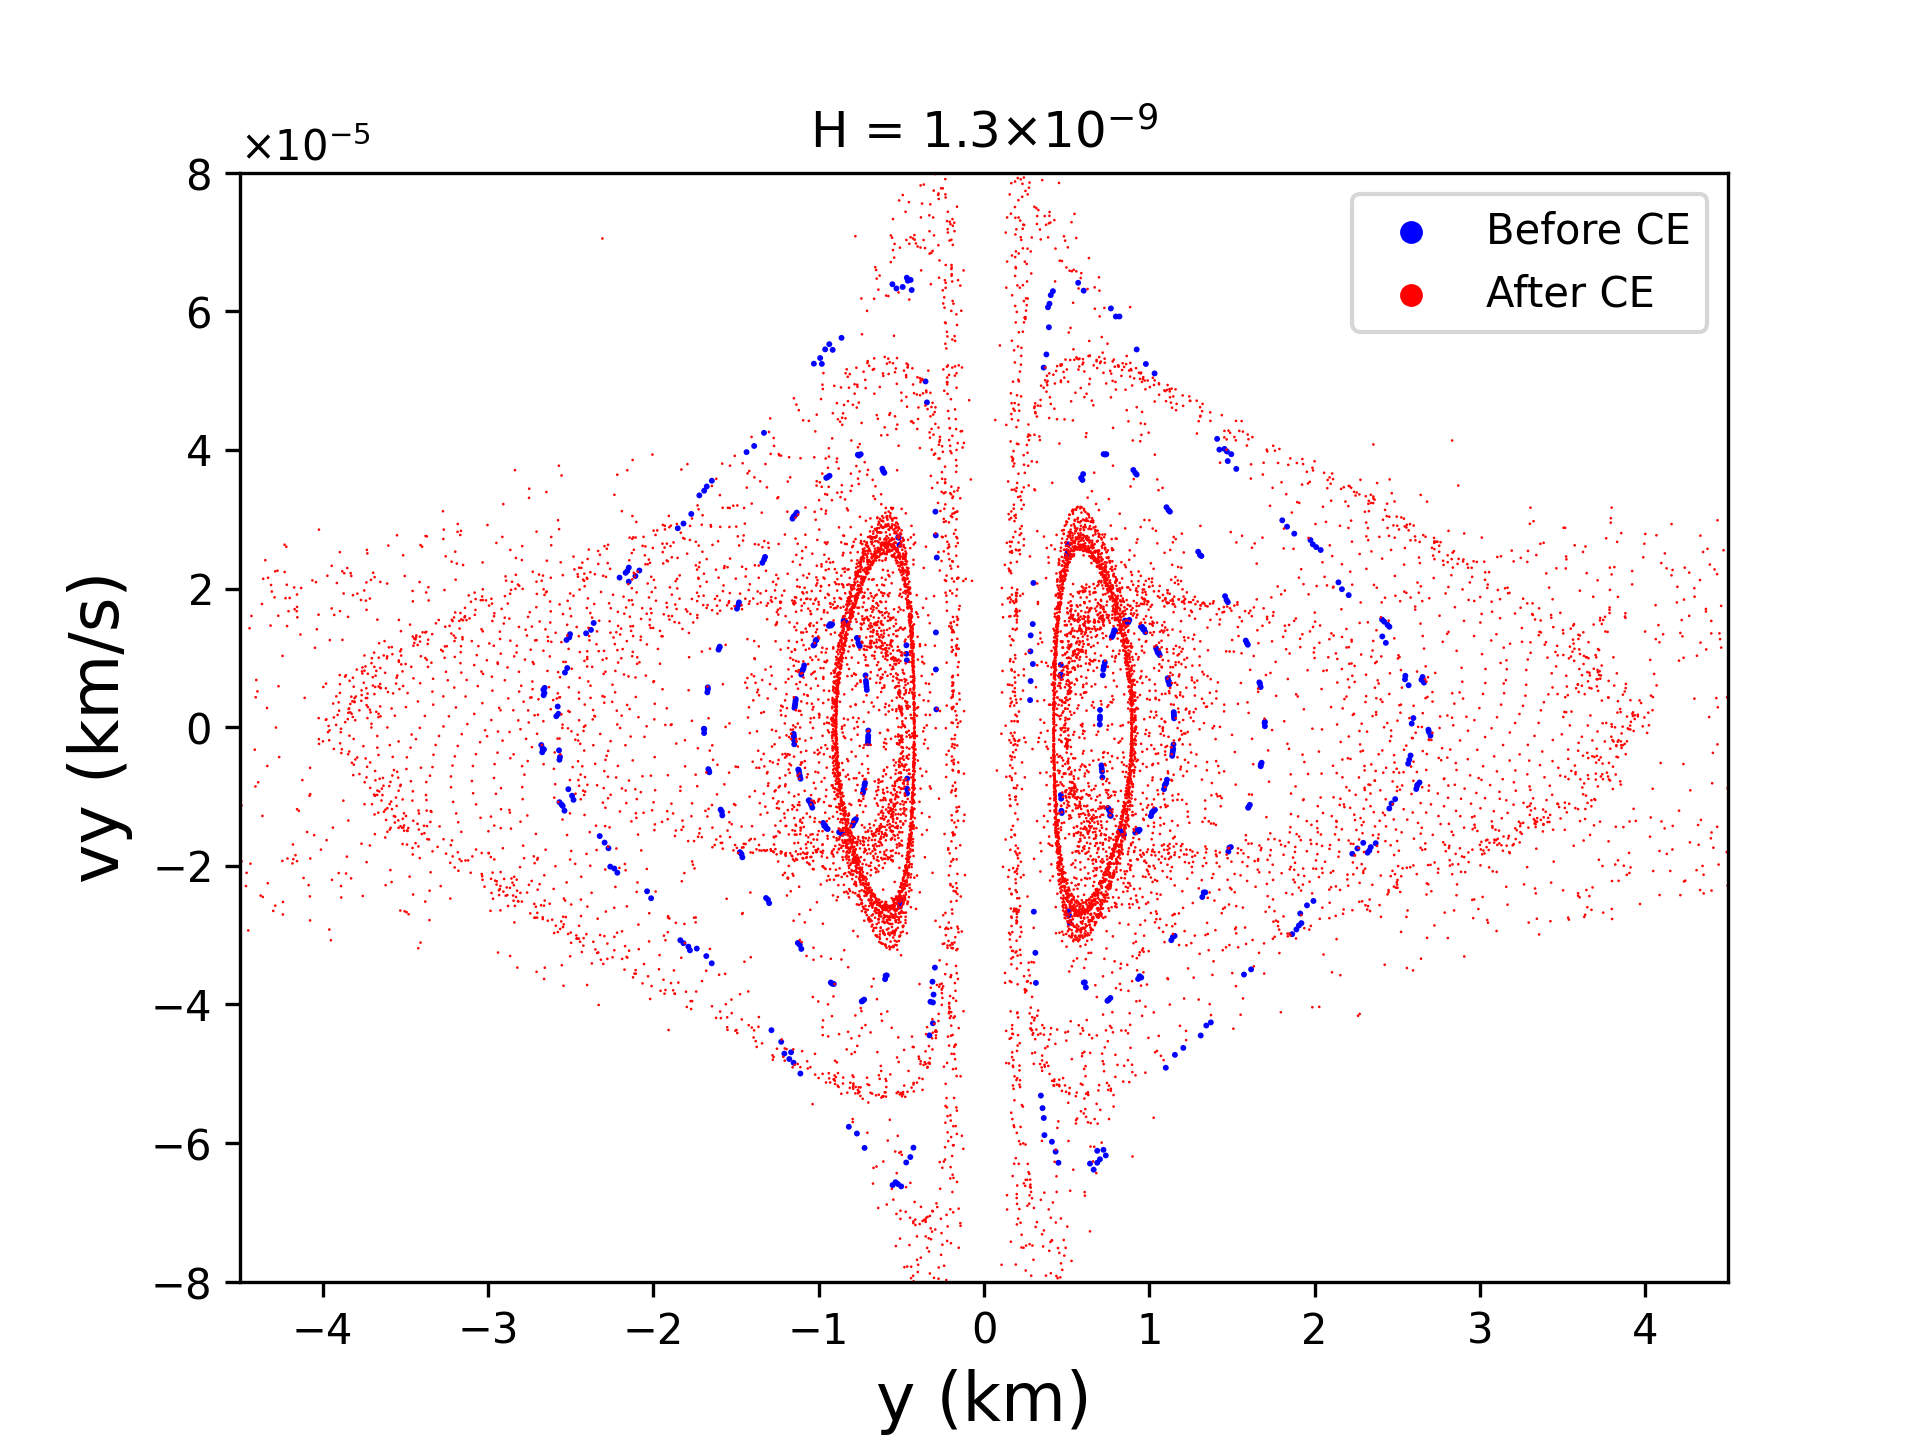 H = 1.3×10⁻⁹
×10⁻⁵
8
6
4
2
0
−2
−4
−6
−8
vy (km/s)
Before CE
After CE
−4 −3 −2 −1 0 1 2 3 4
y (km)